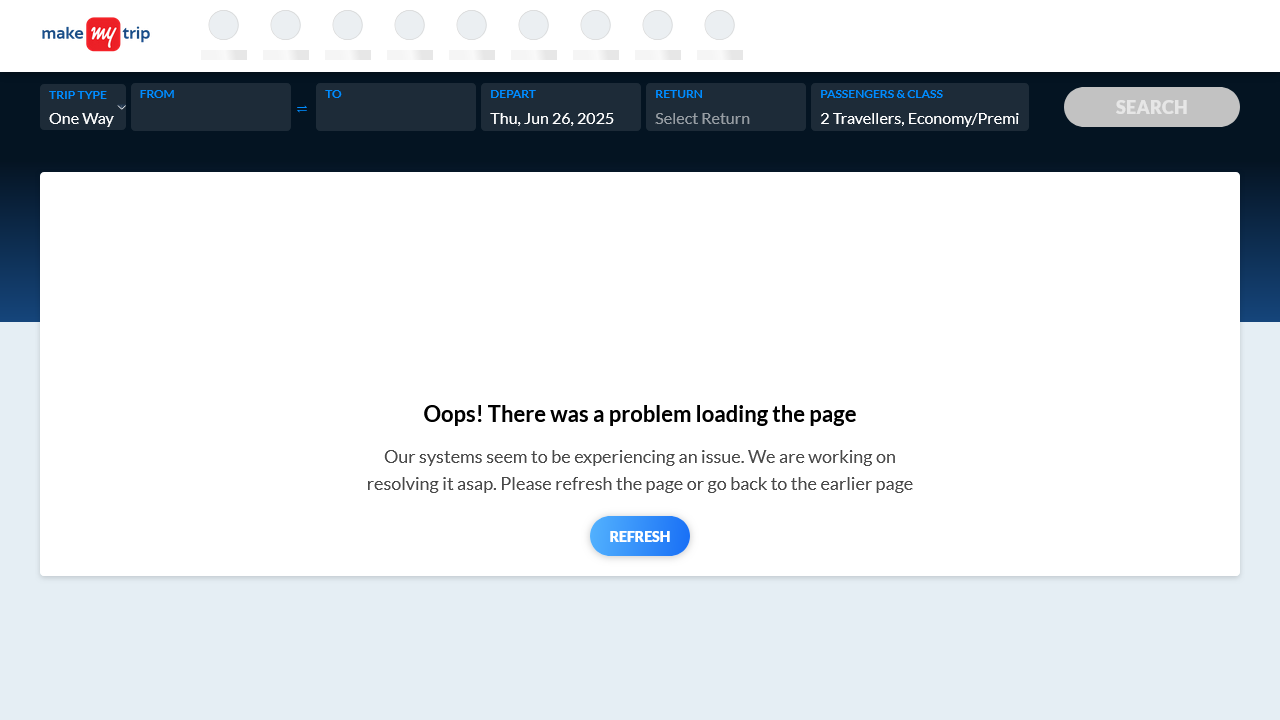 make my trip
TRIP TYPE
One Way
FROM
TO
DEPART
Thu, Jun 26, 2025
RETURN
Select Return
PASSENGERS & CLASS
2 Travellers, Economy/Premi
SEARCH
Oops! There was a problem loading the page
Our systems seem to be experiencing an issue. We are working on
resolving it asap. Please refresh the page or go back to the earlier page
REFRESH